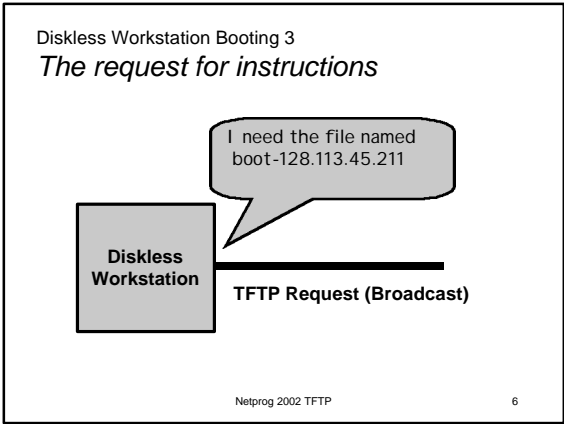 Diskless Workstation Booting 3
The request for instructions
I need the file named
boot-128.113.45.211
Diskless
Workstation
TFTP Request (Broadcast)
Netprog 2002 TFTP
6